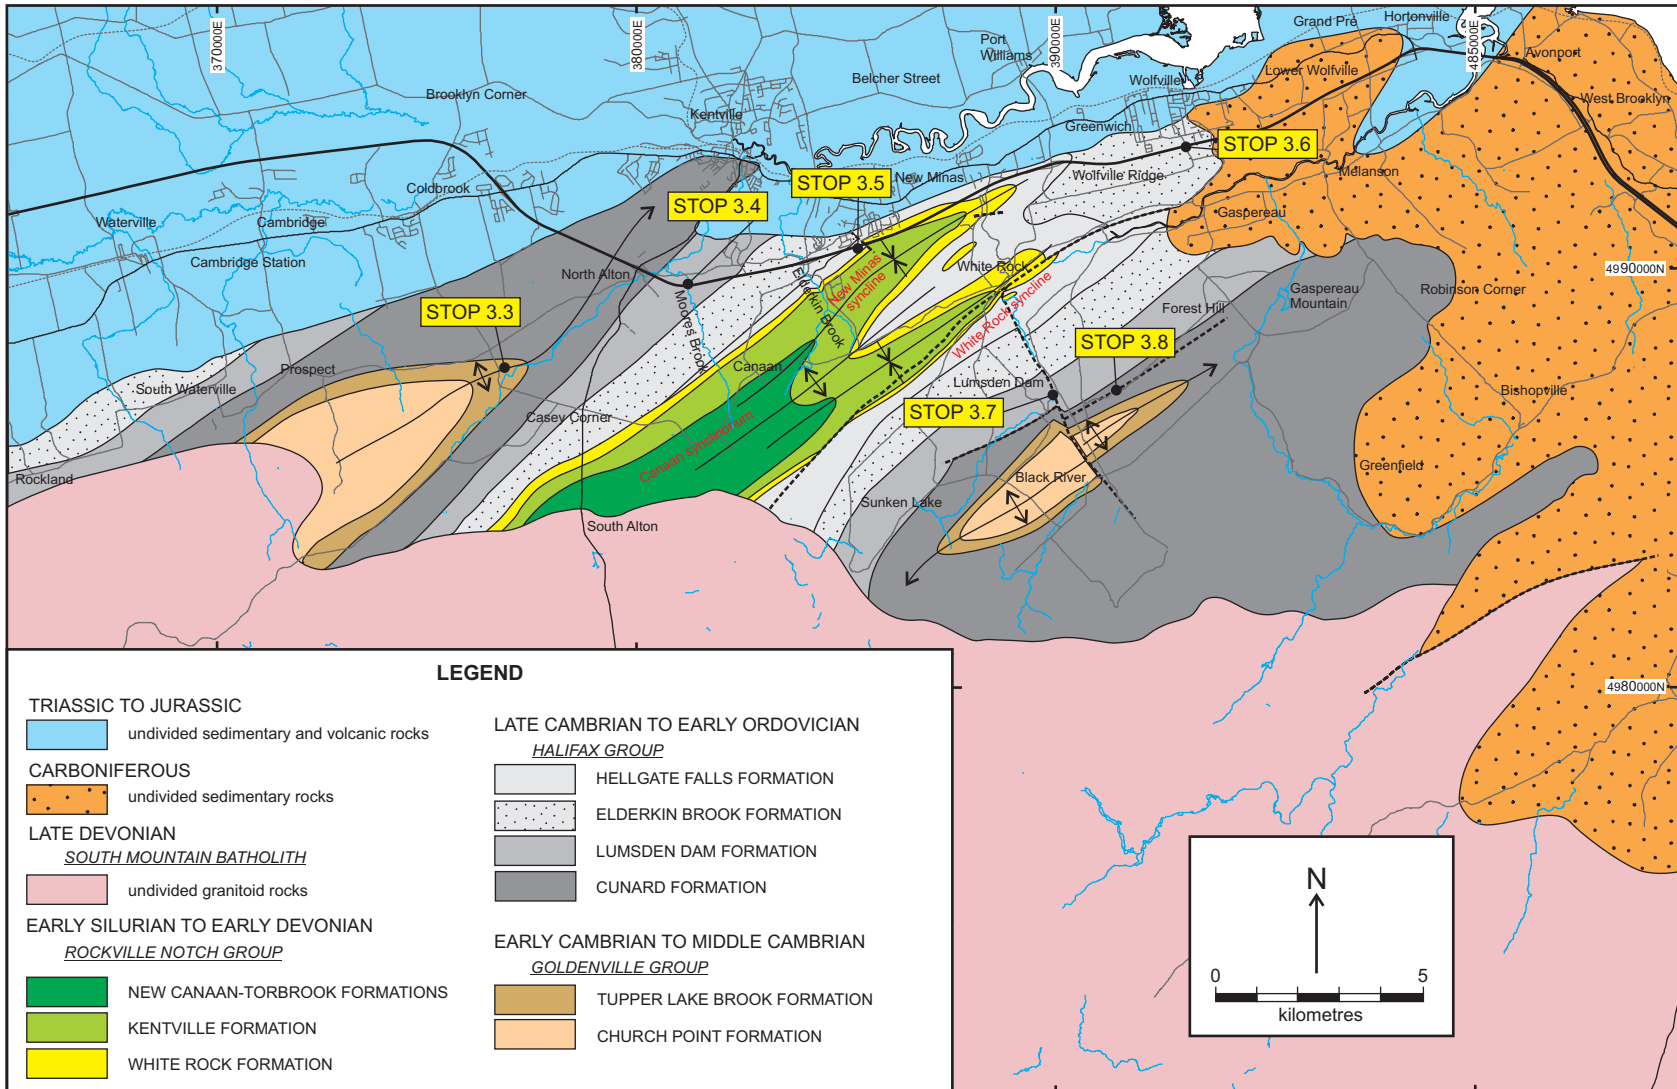 370000E
380000E
390000E
485000E
Grand Pré
Hortonville
Port
Williams
Avonport
Belcher Street
Wolfville
Lower Wolfville
Brooklyn Corner
West Brooklyn
Kentville
Greenwich
STOP 3.6
STOP 3.5
New Minas
Wolfville Ridge
Melanson
Coldbrook
STOP 3.4
Waterville
Cambridge
Gaspereau
Cambridge Station
North Alton
White Rock
4990000N
New Minas
syncline
Elderkin Brook
Moores Brook
White Rock syncline
Gaspereau
Mountain
Robinson Corner
Forest Hill
STOP 3.3
STOP 3.8
Prospect
Canaan
South Waterville
Lumsden Dam
Bishopville
Casey Corner
STOP 3.7
Canaan synclinorium
Rockland
Black River
Greenfield
Sunken Lake
South Alton
4980000N
LEGEND
TRIASSIC TO JURASSIC
undivided sedimentary and volcanic rocks
CARBONIFEROUS
undivided sedimentary rocks
LATE DEVONIAN
SOUTH MOUNTAIN BATHOLITH
undivided granitoid rocks
EARLY SILURIAN TO EARLY DEVONIAN
ROCKVILLE NOTCH GROUP
NEW CANAAN-TORBROOK FORMATIONS
KENTVILLE FORMATION
WHITE ROCK FORMATION
LATE CAMBRIAN TO EARLY ORDOVICIAN
HALIFAX GROUP
HELLGATE FALLS FORMATION
ELDERKIN BROOK FORMATION
LUMSDEN DAM FORMATION
CUNARD FORMATION
EARLY CAMBRIAN TO MIDDLE CAMBRIAN
GOLDENVILLE GROUP
TUPPER LAKE BROOK FORMATION
CHURCH POINT FORMATION
N
0 5
kilometres